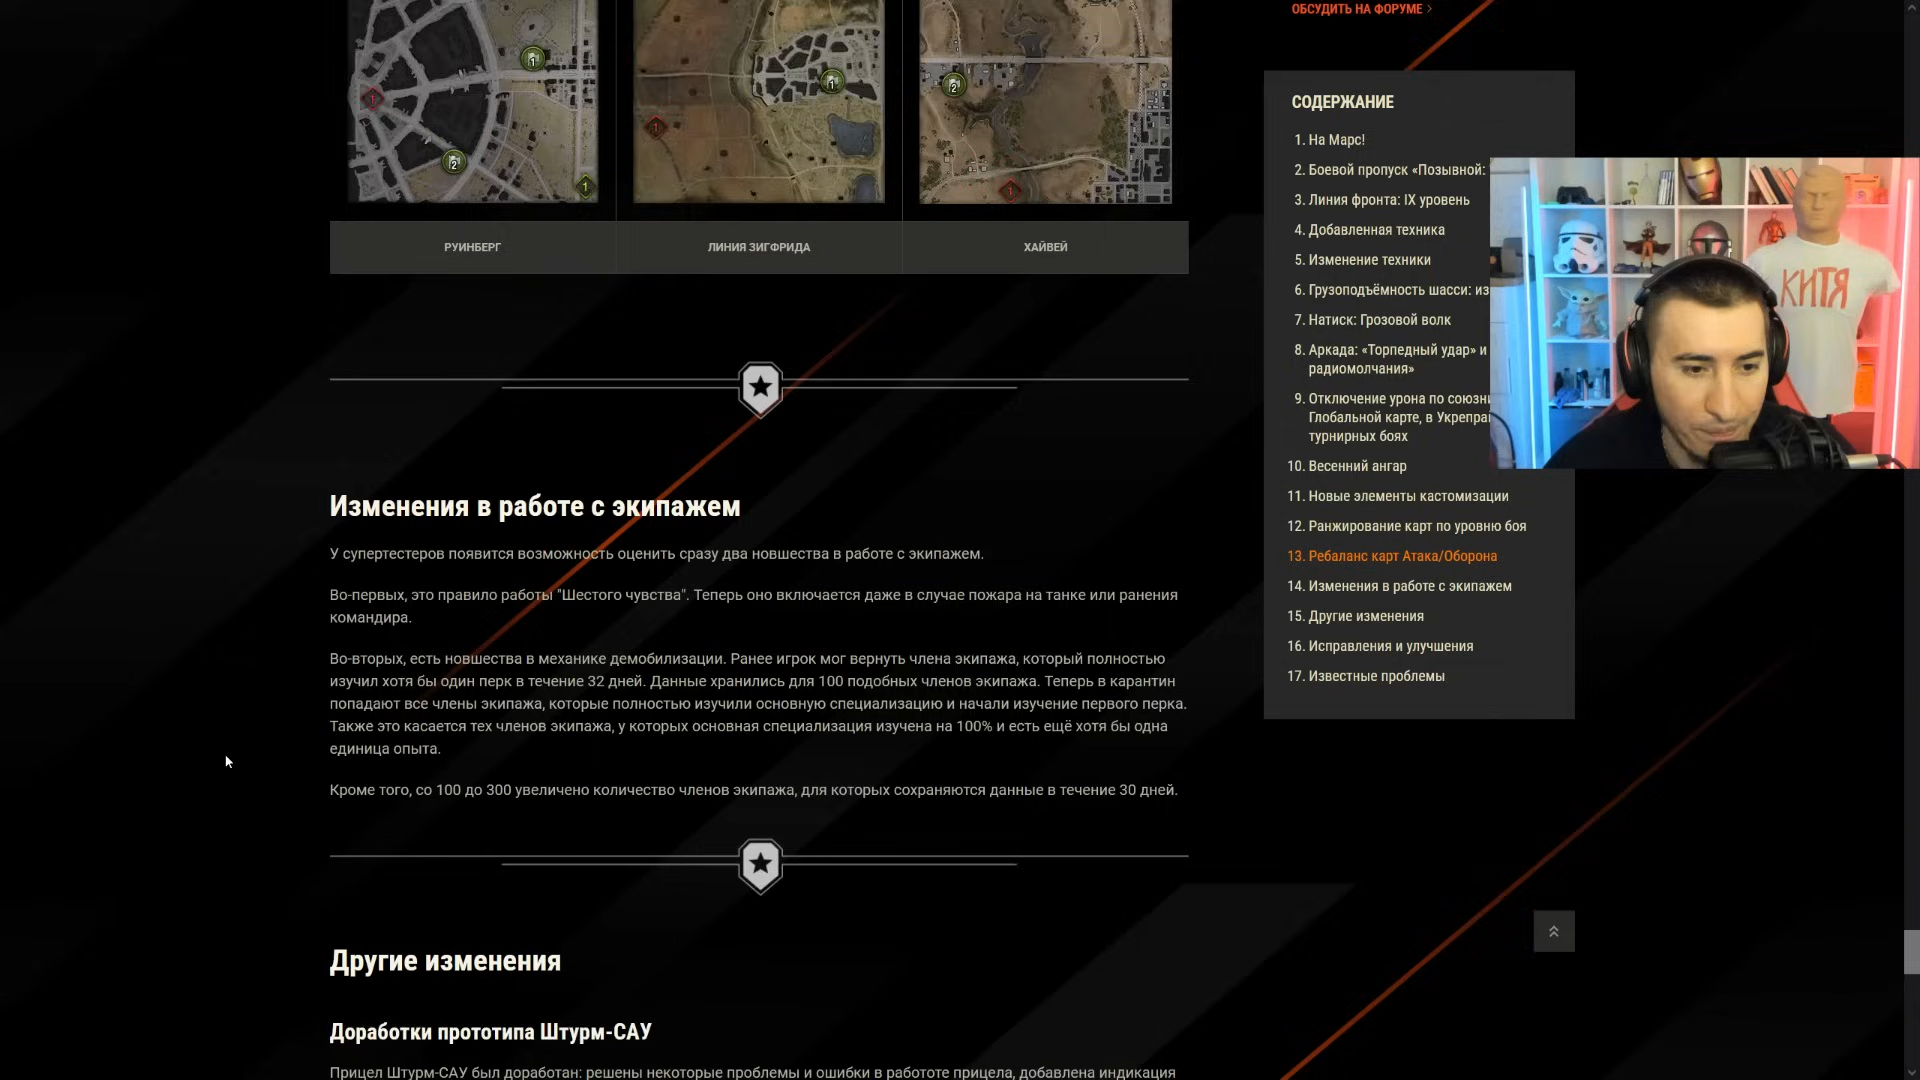 ОБСУДИТЬ НА ФОРУМЕ
1
2
1
1
1
1
2
1
РУИНБЕРГ
ЛИНИЯ ЗИГФРИДА
ХАЙВЕЙ
Изменения в работе с экипажем
У супертестеров появится возможность оценить сразу два новшества в работе с экипажем.
Во-первых, это правило работы "Шестого чувства". Теперь оно включается даже в случае пожара на танке или ранения
командира.
Во-вторых, есть новшества в механике демобилизации. Ранее игрок мог вернуть члена экипажа, который полностью
изучил хотя бы один перк в течение 32 дней. Данные хранились для 100 подобных членов экипажа. Теперь в карантин
попадают все члены экипажа, которые полностью изучили основную специализацию и начали изучение первого перка.
Также это касается тех членов экипажа, у которых основная специализация изучена на 100% и есть ещё хотя бы одна
единица опыта.
Кроме того, со 100 до 300 увеличено количество членов экипажа, для которых сохраняются данные в течение 30 дней.
Другие изменения
Доработки прототипа Штурм-САУ
Прицел Штурм-САУ был доработан: решены некоторые проблемы и ошибки в работоте прицела, добавлена индикация
СОДЕРЖАНИЕ
1. На Марс!
2. Боевой пропуск «Позывной:
3. Линия фронта: IX уровень
4. Добавленная техника
5. Изменение техники
6. Грузоподъёмность шасси: из
7. Натиск: Грозовой волк
8. Аркада: «Торпедный удар» и
радиомолчания»
9. Отключение урона по союзни
Глобальной карте, в Укрепра
турнирных боях
10. Весенний ангар
11. Новые элементы кастомизации
12. Ранжирование карт по уровню боя
13. Ребаланс карт Атака/Оборона
14. Изменения в работе с экипажем
15. Другие изменения
16. Исправления и улучшения
17. Известные проблемы
КИТЯ